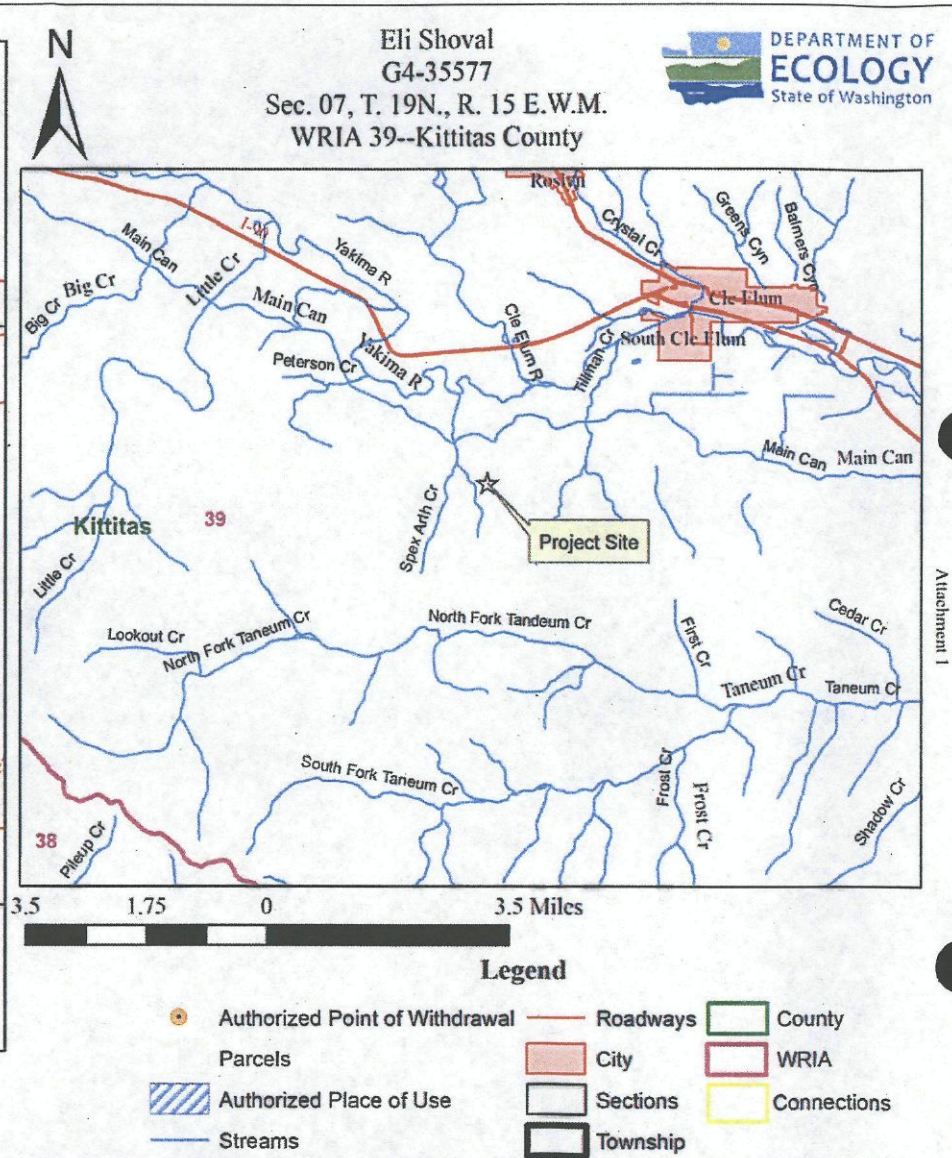 N
Eli Shoval
G4-35577
Sec. 07, T. 19N., R. 15 E.W.M.
WRIA 39--Kittitas County
DEPARTMENT OF
ECOLOGY
State of Washington
Roslyn
I-90
Main Can
Yakima R
Crystal Cr
Greens Cyn
Balmers Cyn
Big Cr
Big Cr
Little Cr
Main Can
Cle Elum
Yakima R
Cle Elum R
Tillman Cr
South Cle Elum
Peterson Cr
Main Can
Main Can
Kittitas
39
Spex Arth Cr
Project Site
Little Cr
Attachment 1
Lookout Cr
North Fork Taneum Cr
North Fork Tandeum Cr
First Cr
Cedar Cr
Taneum Cr
Taneum Cr
South Fork Taneum Cr
Frost Cr
Frost Cr
Shadow Cr
38
Pileup Cr
3.5 1.75 0 3.5 Miles
Legend
Authorized Point of Withdrawal
Roadways
County
Parcels
City
WRIA
Authorized Place of Use
Sections
Connections
Streams
Township